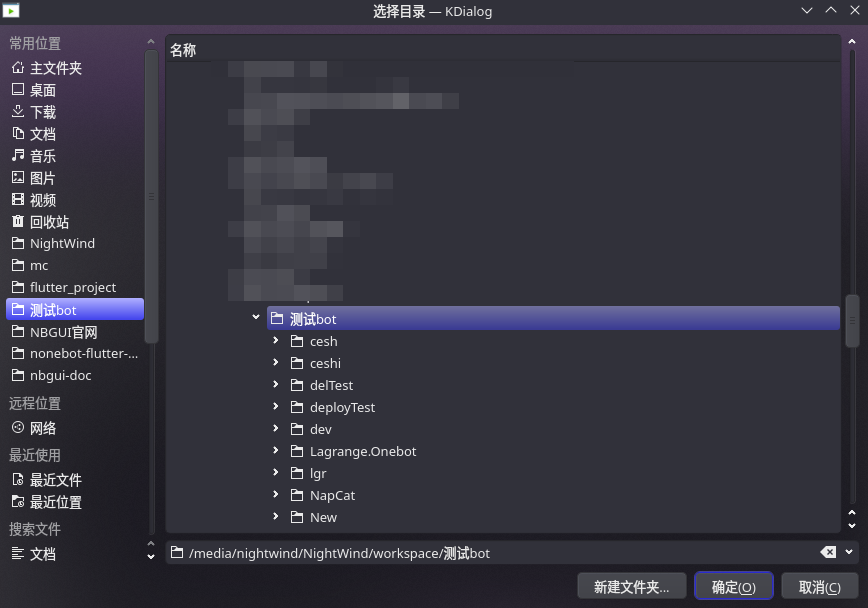 选择目录 — KDialog
常用位置
主文件夹
桌面
下载
文档
音乐
图片
视频
回收站
NightWind
mc
flutter_project
测试bot
NBGUI官网
nonebot-flutter-...
nbgui-doc
远程位置
网络
最近使用
最近文件
最近位置
搜索文件
文档
名称
测试bot
cesh
ceshi
delTest
deployTest
dev
Lagrange.Onebot
lgr
NapCat
New
/media/nightwind/NightWind/workspace/测试bot
新建文件夹... 确定(O) 取消(C)